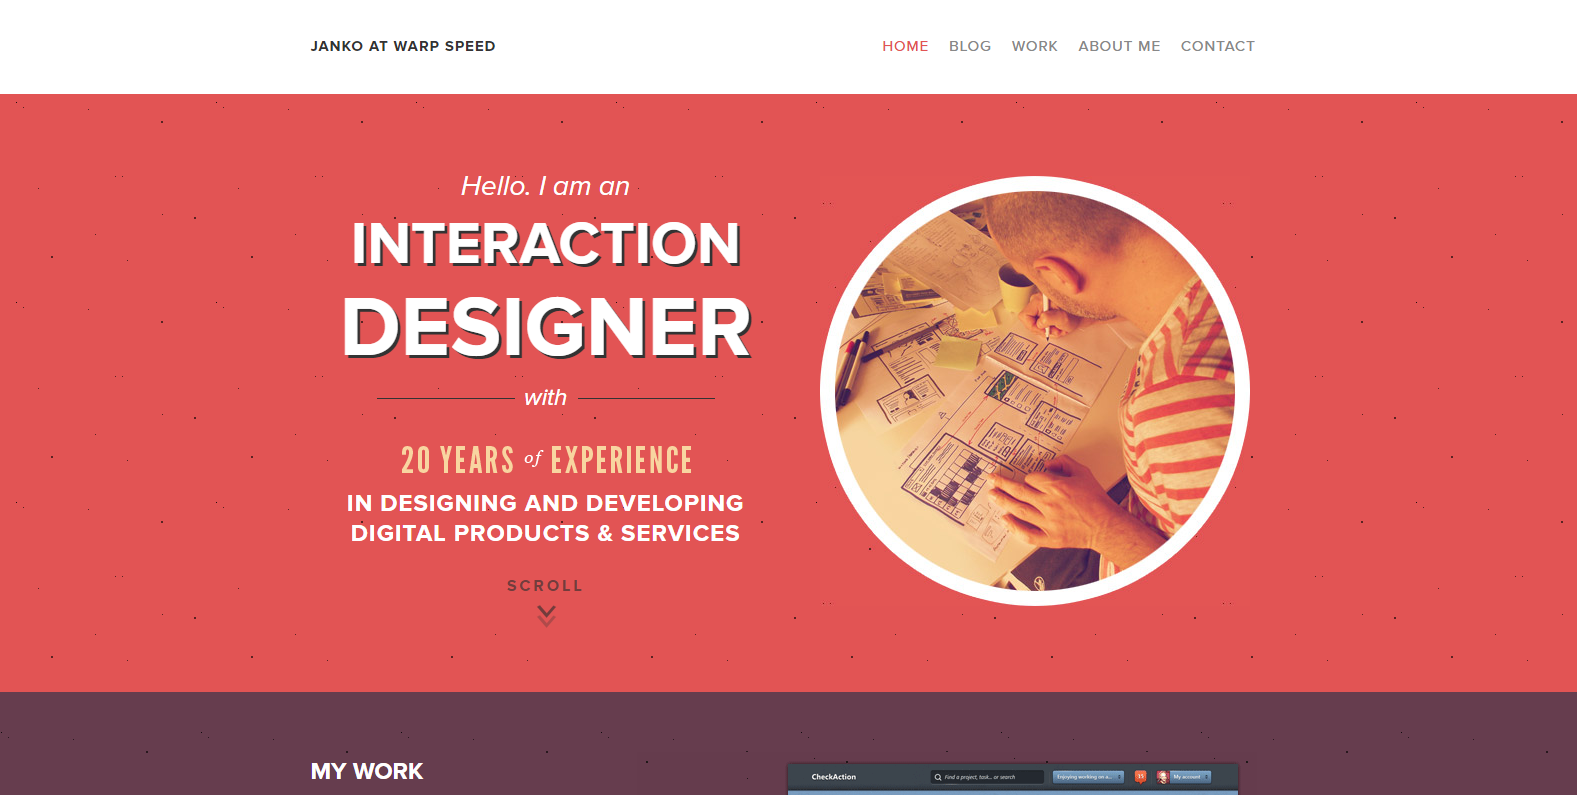 JANKO AT WARP SPEED
HOME BLOG WORK ABOUT ME CONTACT
Hello. I am an
INTERACTION
DESIGNER
with
20 YEARS of EXPERIENCE
IN DESIGNING AND DEVELOPING
DIGITAL PRODUCTS & SERVICES
SCROLL
MY WORK
CheckAction
Find a project, task... or search
Enjoying working on a...
15
My account